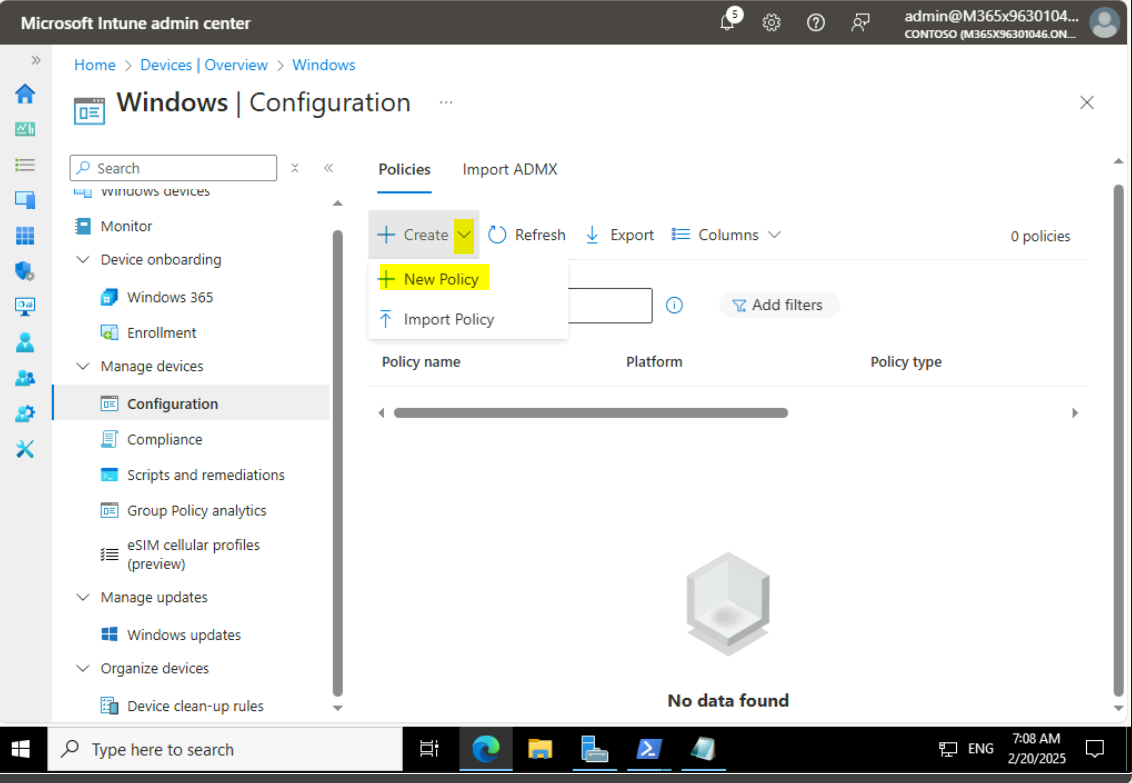 Microsoft Intune admin center
5
admin@M365x9630104...
CONTOSO (M365X96301046.ON...
Home > Devices | Overview > Windows
Windows | Configuration ...
Search
Policies
Import ADMX
Windows devices
Monitor
Device onboarding
Windows 365
Enrollment
Manage devices
Configuration
Compliance
Scripts and remediations
Group Policy analytics
eSIM cellular profiles
(preview)
Manage updates
Windows updates
Organize devices
Device clean-up rules
Create
Refresh
Export
Columns
0 policies
New Policy
Import Policy
Add filters
Policy name
Platform
Policy type
No data found
Type here to search
ENG
7:08 AM
2/20/2025